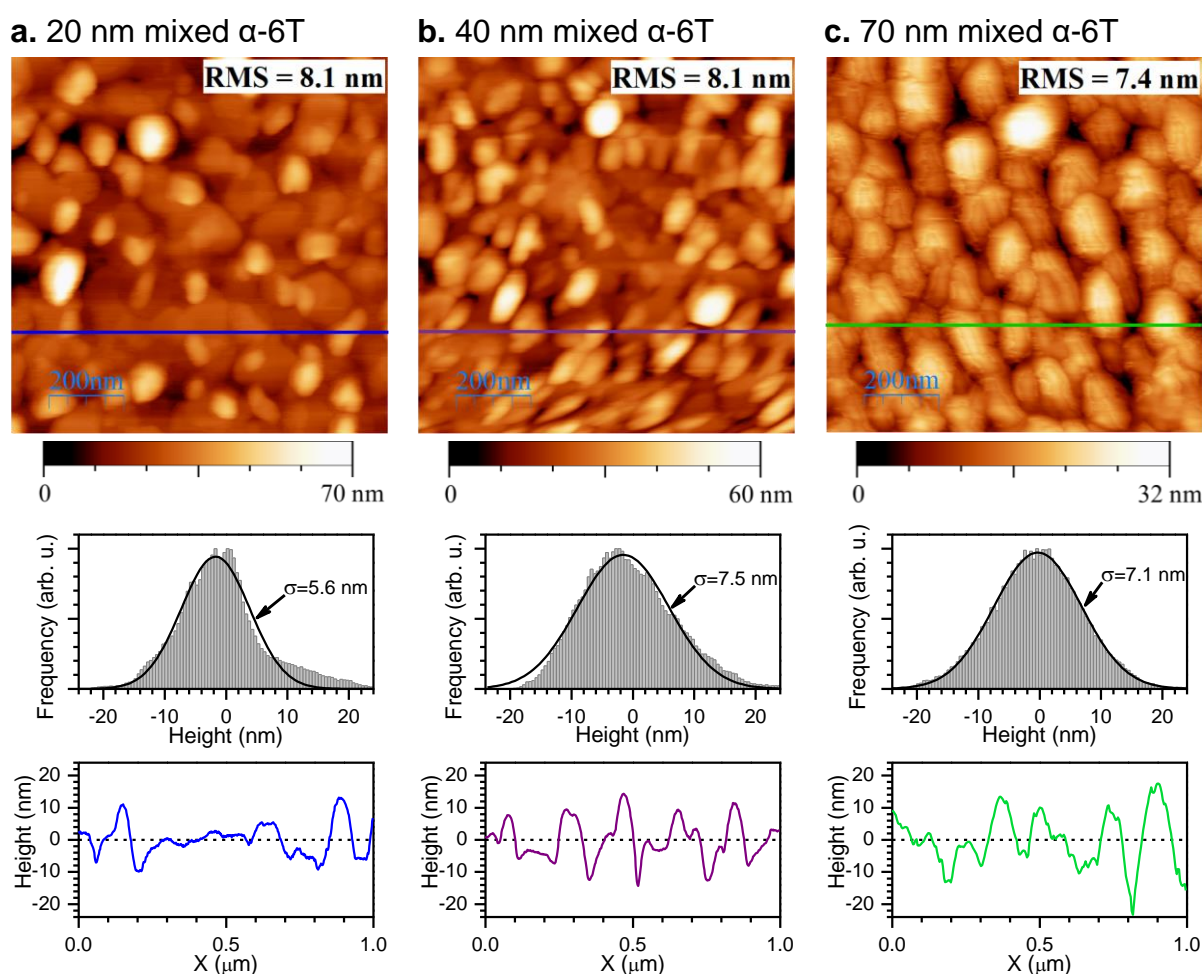 a. 20 nm mixed α-6T
b. 40 nm mixed α-6T
c. 70 nm mixed α-6T
RMS = 8.1 nm
RMS = 8.1 nm
RMS = 7.4 nm
200nm
200nm
200nm
0 70 nm
0 60 nm
0 32 nm
Frequency (arb. u.)
σ=5.6 nm
-20 -10 0 10 20
Height (nm)
Frequency (arb. u.)
σ=7.5 nm
-20 -10 0 10 20
Height (nm)
Frequency (arb. u.)
σ=7.1 nm
-20 -10 0 10 20
Height (nm)
Height (nm)
20
10
0
-10
-20
0.0 0.5 1.0
X (μm)
Height (nm)
20
10
0
-10
-20
0.0 0.5 1.0
X (μm)
Height (nm)
20
10
0
-10
-20
0.0 0.5 1.0
X (μm)